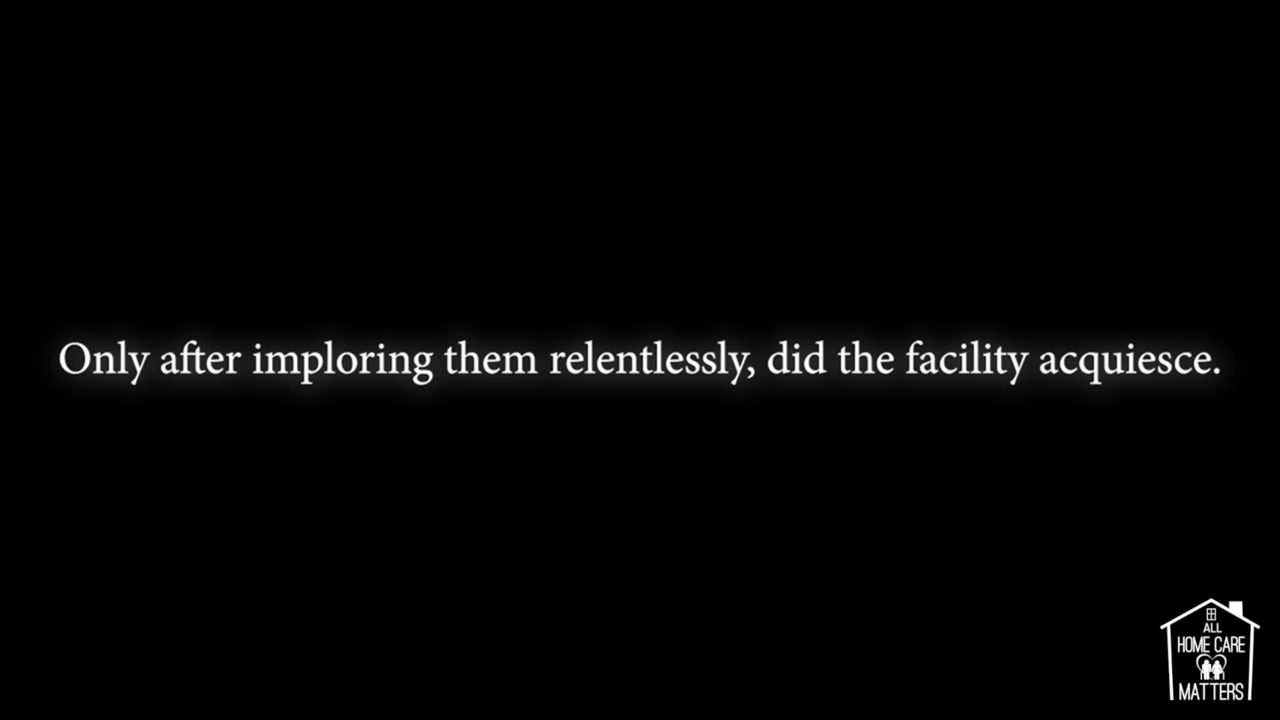 Only after imploring them relentlessly, did the facility acquiesce.
ALL
HOME CARE
MATTERS